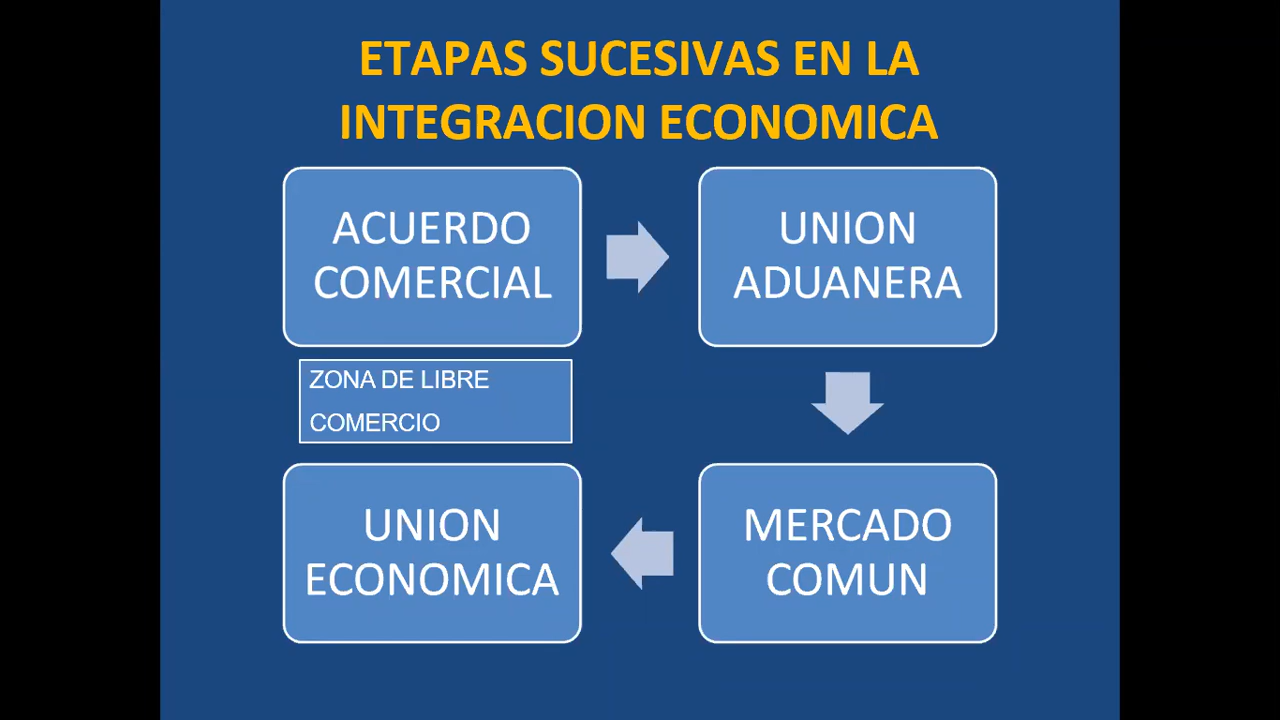 ETAPAS SUCESIVAS EN LA
INTEGRACION ECONOMICA
ACUERDO
COMERCIAL
UNION
ADUANERA
ZONA DE LIBRE
COMERCIO
UNION
ECONOMICA
MERCADO
COMUN